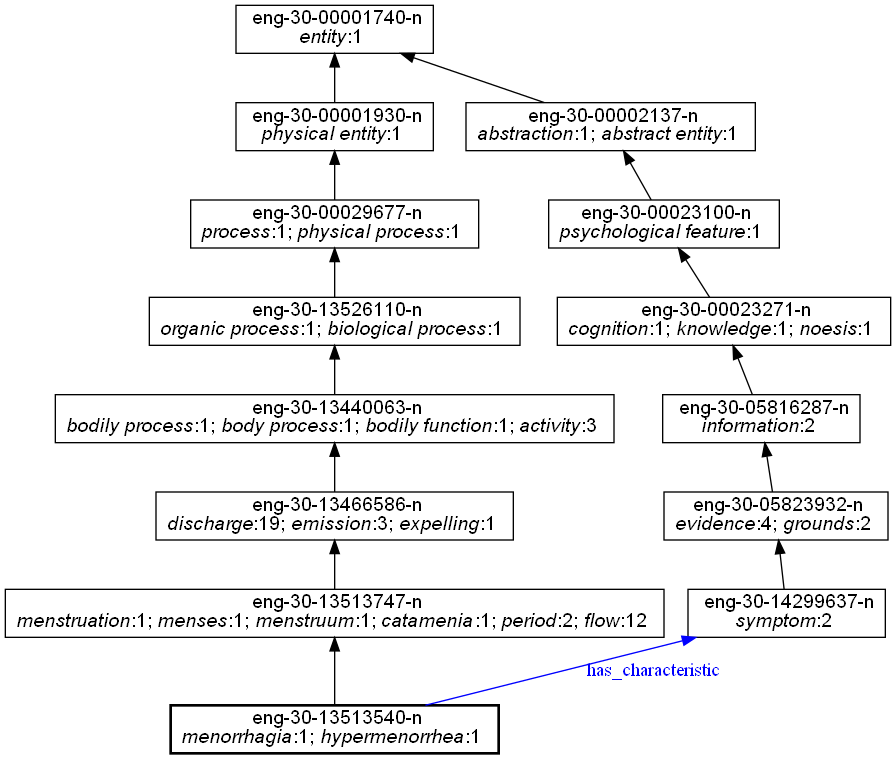 eng-30-00001740-n
entity:1
eng-30-00001930-n
physical entity:1
eng-30-00002137-n
abstraction:1; abstract entity:1
eng-30-00029677-n
process:1; physical process:1
eng-30-00023100-n
psychological feature:1
eng-30-13526110-n
organic process:1; biological process:1
eng-30-00023271-n
cognition:1; knowledge:1; noesis:1
eng-30-13440063-n
bodily process:1; body process:1; bodily function:1; activity:3
eng-30-05816287-n
information:2
eng-30-13466586-n
discharge:19; emission:3; expelling:1
eng-30-05823932-n
evidence:4; grounds:2
eng-30-13513747-n
menstruation:1; menses:1; menstruum:1; catamenia:1; period:2; flow:12
eng-30-14299637-n
symptom:2
has_characteristic
eng-30-13513540-n
menorrhagia:1; hypermenorrhea:1